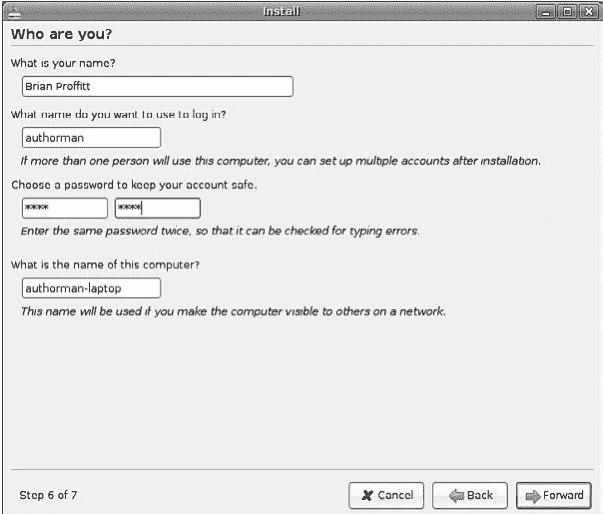 Install
Who are you?
What is your name?
Brian Proffitt
What name do you want to use to log in?
authorman
If more than one person will use this computer, you can set up multiple accounts after installation.
Choose a password to keep your account safe.
**** ****
Enter the same password twice, so that it can be checked for typing errors.
What is the name of this computer?
authorman-laptop
This name will be used if you make the computer visible to others on a network.
Step 6 of 7
Cancel Back Forward